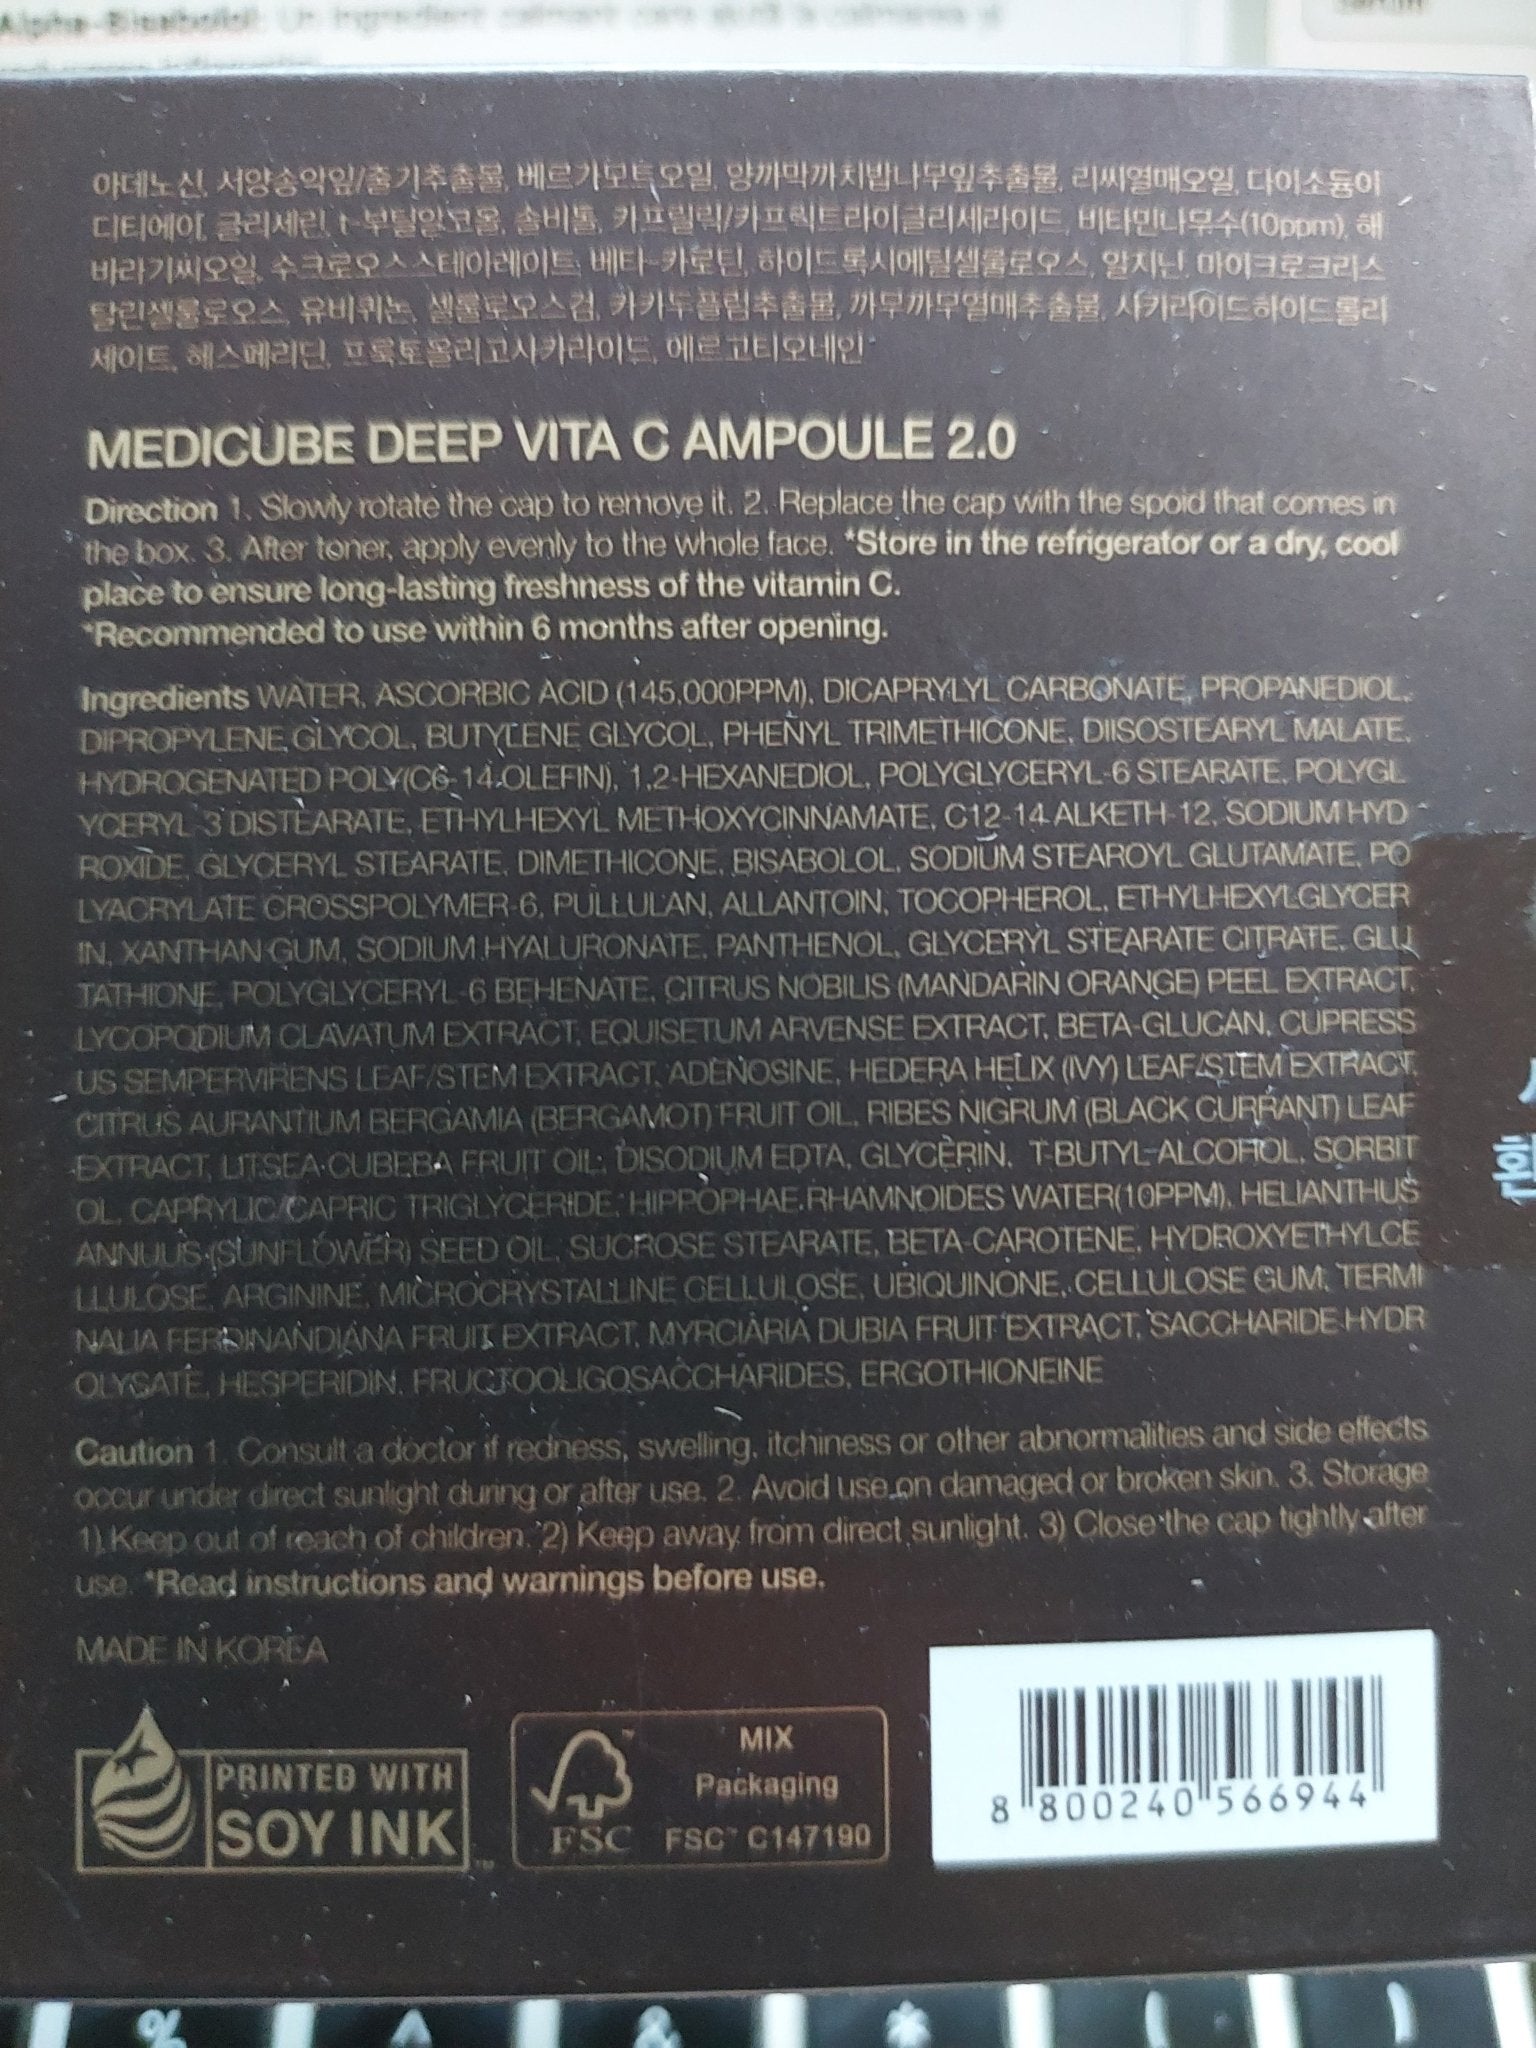 Alpha-Bisabolol: Un ingredient calmant care ajută la calmarea și
아데노신, 서양송악잎/줄기추출물, 베르가모트오일, 양까막까치밥나무잎추출물, 리씨열매오일, 다이소듐이
디티에이, 글리세린, t-부틸알코올, 솔비톨, 카프릴릭/카프릭트라이글리세라이드, 비타민나무수(10ppm), 해
바라기씨오일, 수크로오스스테아레이트, 베타-카로틴, 하이드록시에틸셀룰로오스, 알지닌, 마이크로크리스
탈린셀룰로오스, 유비퀴논, 셀룰로오스검, 카카두플럼추출물, 까무까무열매추출물, 사카라이드하이드롤리
세이트, 헤스페리딘, 프룩토올리고사카라이드, 에르고티오네인
MEDICUBE DEEP VITA C AMPOULE 2.0
Direction 1. Slowly rotate the cap to remove it. 2. Replace the cap with the spoid that comes in
the box. 3. After toner, apply evenly to the whole face. *Store in the refrigerator or a dry, cool
place to ensure long-lasting freshness of the vitamin C.
*Recommended to use within 6 months after opening.
Ingredients WATER, ASCORBIC ACID (145,000PPM), DICAPRYLYL CARBONATE, PROPANEDIOL,
DIPROPYLENE GLYCOL, BUTYLENE GLYCOL, PHENYL TRIMETHICONE, DIISOSTEARYL MALATE,
HYDROGENATED POLY(C6-14 OLEFIN), 1,2-HEXANEDIOL, POLYGLYCERYL-6 STEARATE, POLYGL
YCERYL-3 DISTEARATE, ETHYLHEXYL METHOXYCINNAMATE, C12-14 ALKETH-12, SODIUM HYD
ROXIDE, GLYCERYL STEARATE, DIMETHICONE, BISABOLOL, SODIUM STEAROYL GLUTAMATE, PO
LYACRYLATE CROSSPOLYMER-6, PULLULAN, ALLANTOIN, TOCOPHEROL, ETHYLHEXYLGLYCER
IN, XANTHAN GUM, SODIUM HYALURONATE, PANTHENOL, GLYCERYL STEARATE CITRATE, GLU
TATHIONE, POLYGLYCERYL-6 BEHENATE, CITRUS NOBILIS (MANDARIN ORANGE) PEEL EXTRACT,
LYCOPODIUM CLAVATUM EXTRACT, EQUISETUM ARVENSE EXTRACT, BETA-GLUCAN, CUPRESS
US SEMPERVIRENS LEAF/STEM EXTRACT, ADENOSINE, HEDERA HELIX (IVY) LEAF/STEM EXTRACT,
CITRUS AURANTIUM BERGAMIA (BERGAMOT) FRUIT OIL, RIBES NIGRUM (BLACK CURRANT) LEAF
EXTRACT, LITSEA CUBEBA FRUIT OIL, DISODIUM EDTA, GLYCERIN, T-BUTYL ALCOHOL, SORBIT
OL, CAPRYLIC/CAPRIC TRIGLYCERIDE, HIPPOPHAE RHAMNOIDES WATER(10PPM), HELIANTHUS
ANNUUS (SUNFLOWER) SEED OIL, SUCROSE STEARATE, BETA-CAROTENE, HYDROXYETHYLCE
LLULOSE, ARGININE, MICROCRYSTALLINE CELLULOSE, UBIQUINONE, CELLULOSE GUM, TERMI
NALIA FERDINANDIANA FRUIT EXTRACT, MYRCIARIA DUBIA FRUIT EXTRACT, SACCHARIDE HYDR
OLYSATE, HESPERIDIN, FRUCTOOLIGOSACCHARIDES, ERGOTHIONEINE
Caution 1. Consult a doctor if redness, swelling, itchiness or other abnormalities and side effects
occur under direct sunlight during or after use. 2. Avoid use on damaged or broken skin. 3. Storage
1) Keep out of reach of children. 2) Keep away from direct sunlight. 3) Close the cap tightly after
use. *Read instructions and warnings before use.
MADE IN KOREA
PRINTED WITH
SOY INK™
FSC™
MIX
Packaging
FSC™ C147190
8 800240 566944
% ^ & * ( )